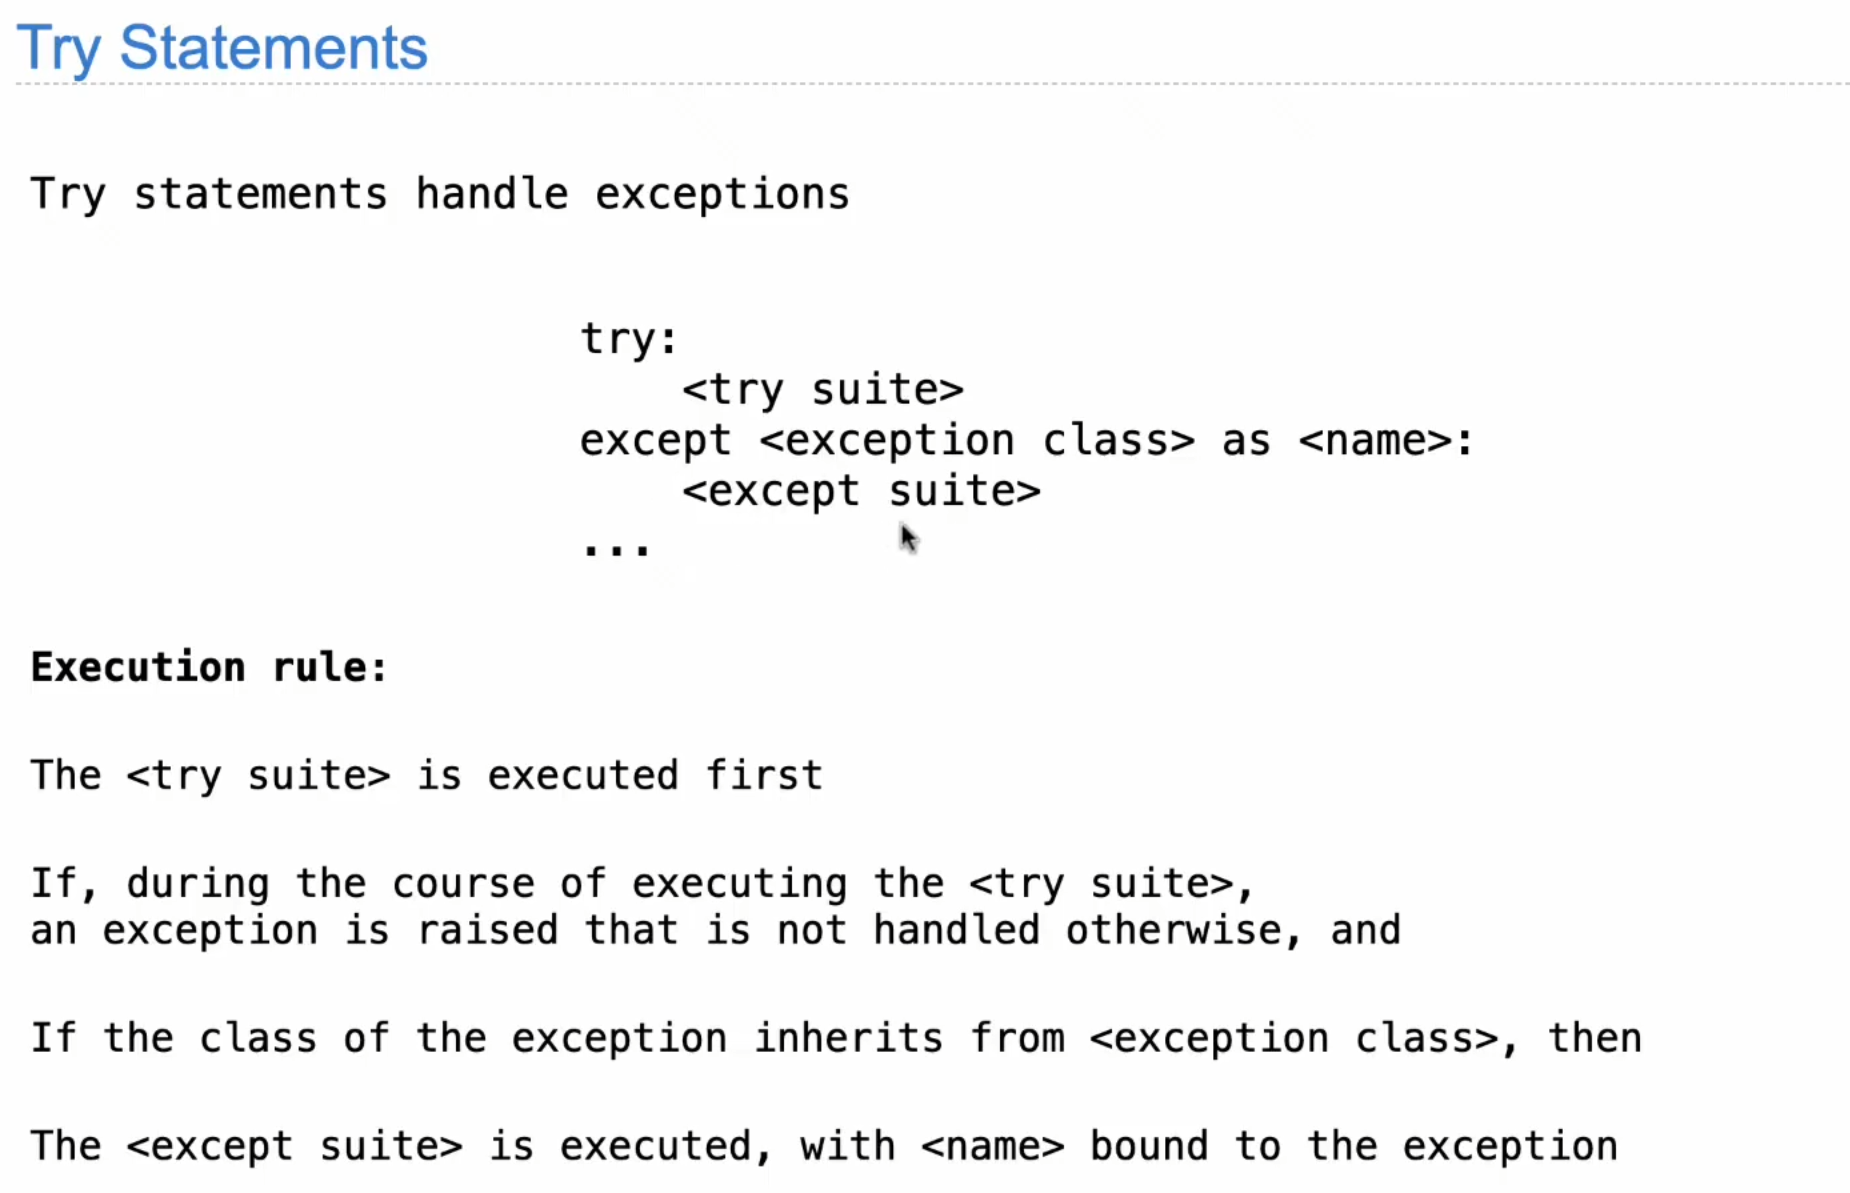 Try Statements
Try statements handle exceptions
try:
    <try suite>
except <exception class> as <name>:
    <except suite>
...
Execution rule:
The <try suite> is executed first
If, during the course of executing the <try suite>,
an exception is raised that is not handled otherwise, and
If the class of the exception inherits from <exception class>, then
The <except suite> is executed, with <name> bound to the exception